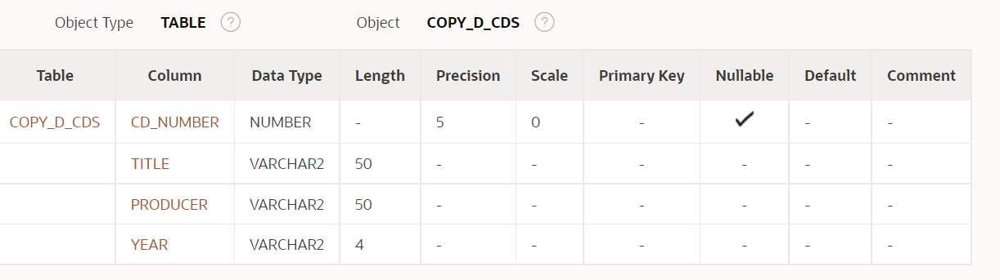 Object Type TABLE ? Object COPY_D_CDS ?
Table Column Data Type Length Precision Scale Primary Key Nullable Default Comment
COPY_D_CDS CD_NUMBER NUMBER - 5 0 - ✓ - -
TITLE VARCHAR2 50 - - - - - -
PRODUCER VARCHAR2 50 - - - - - -
YEAR VARCHAR2 4 - - - - - -